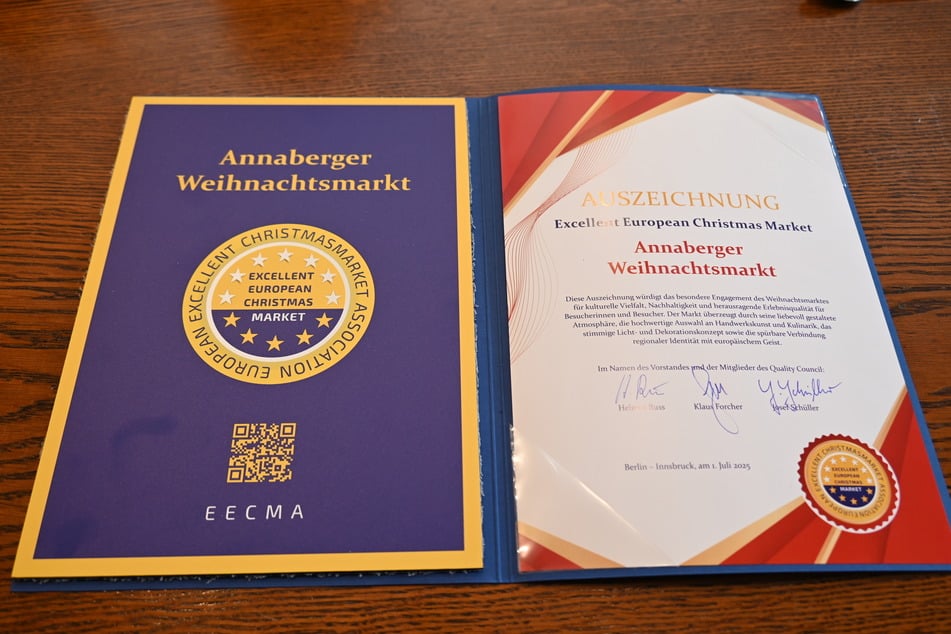 Annaberger
Weihnachtsmarkt
EUROPEAN EXCELLENT CHRISTMASMARKET ASSOCIATION
EXCELLENT
EUROPEAN
CHRISTMAS
MARKET
EECMA
AUSZEICHNUNG
Excellent European Christmas Market
Annaberger
Weihnachtsmarkt
Diese Auszeichnung würdigt das besondere Engagement des Weihnachtsmarktes
für kulturelle Vielfalt, Nachhaltigkeit und herausragende Erlebnisqualität für
Besucherinnen und Besucher. Der Markt überzeugt durch seine liebevoll gestaltete
Atmosphäre, die hochwertige Auswahl an Handwerkskunst und Kulinarik, das
stimmige Licht- und Dekorationskonzept sowie die spürbare Verbindung
regionaler Identität mit europäischem Geist.
Im Namen des Vorstandes und der Mitglieder des Quality Council:
Klaus Forcher
Josef Schüller
Berlin – Innsbruck, am 1. Juli 2025
EUROPEAN EXCELLENT CHRISTMASMARKET ASSOCIATION
EXCELLENT
EUROPEAN
CHRISTMAS
MARKET